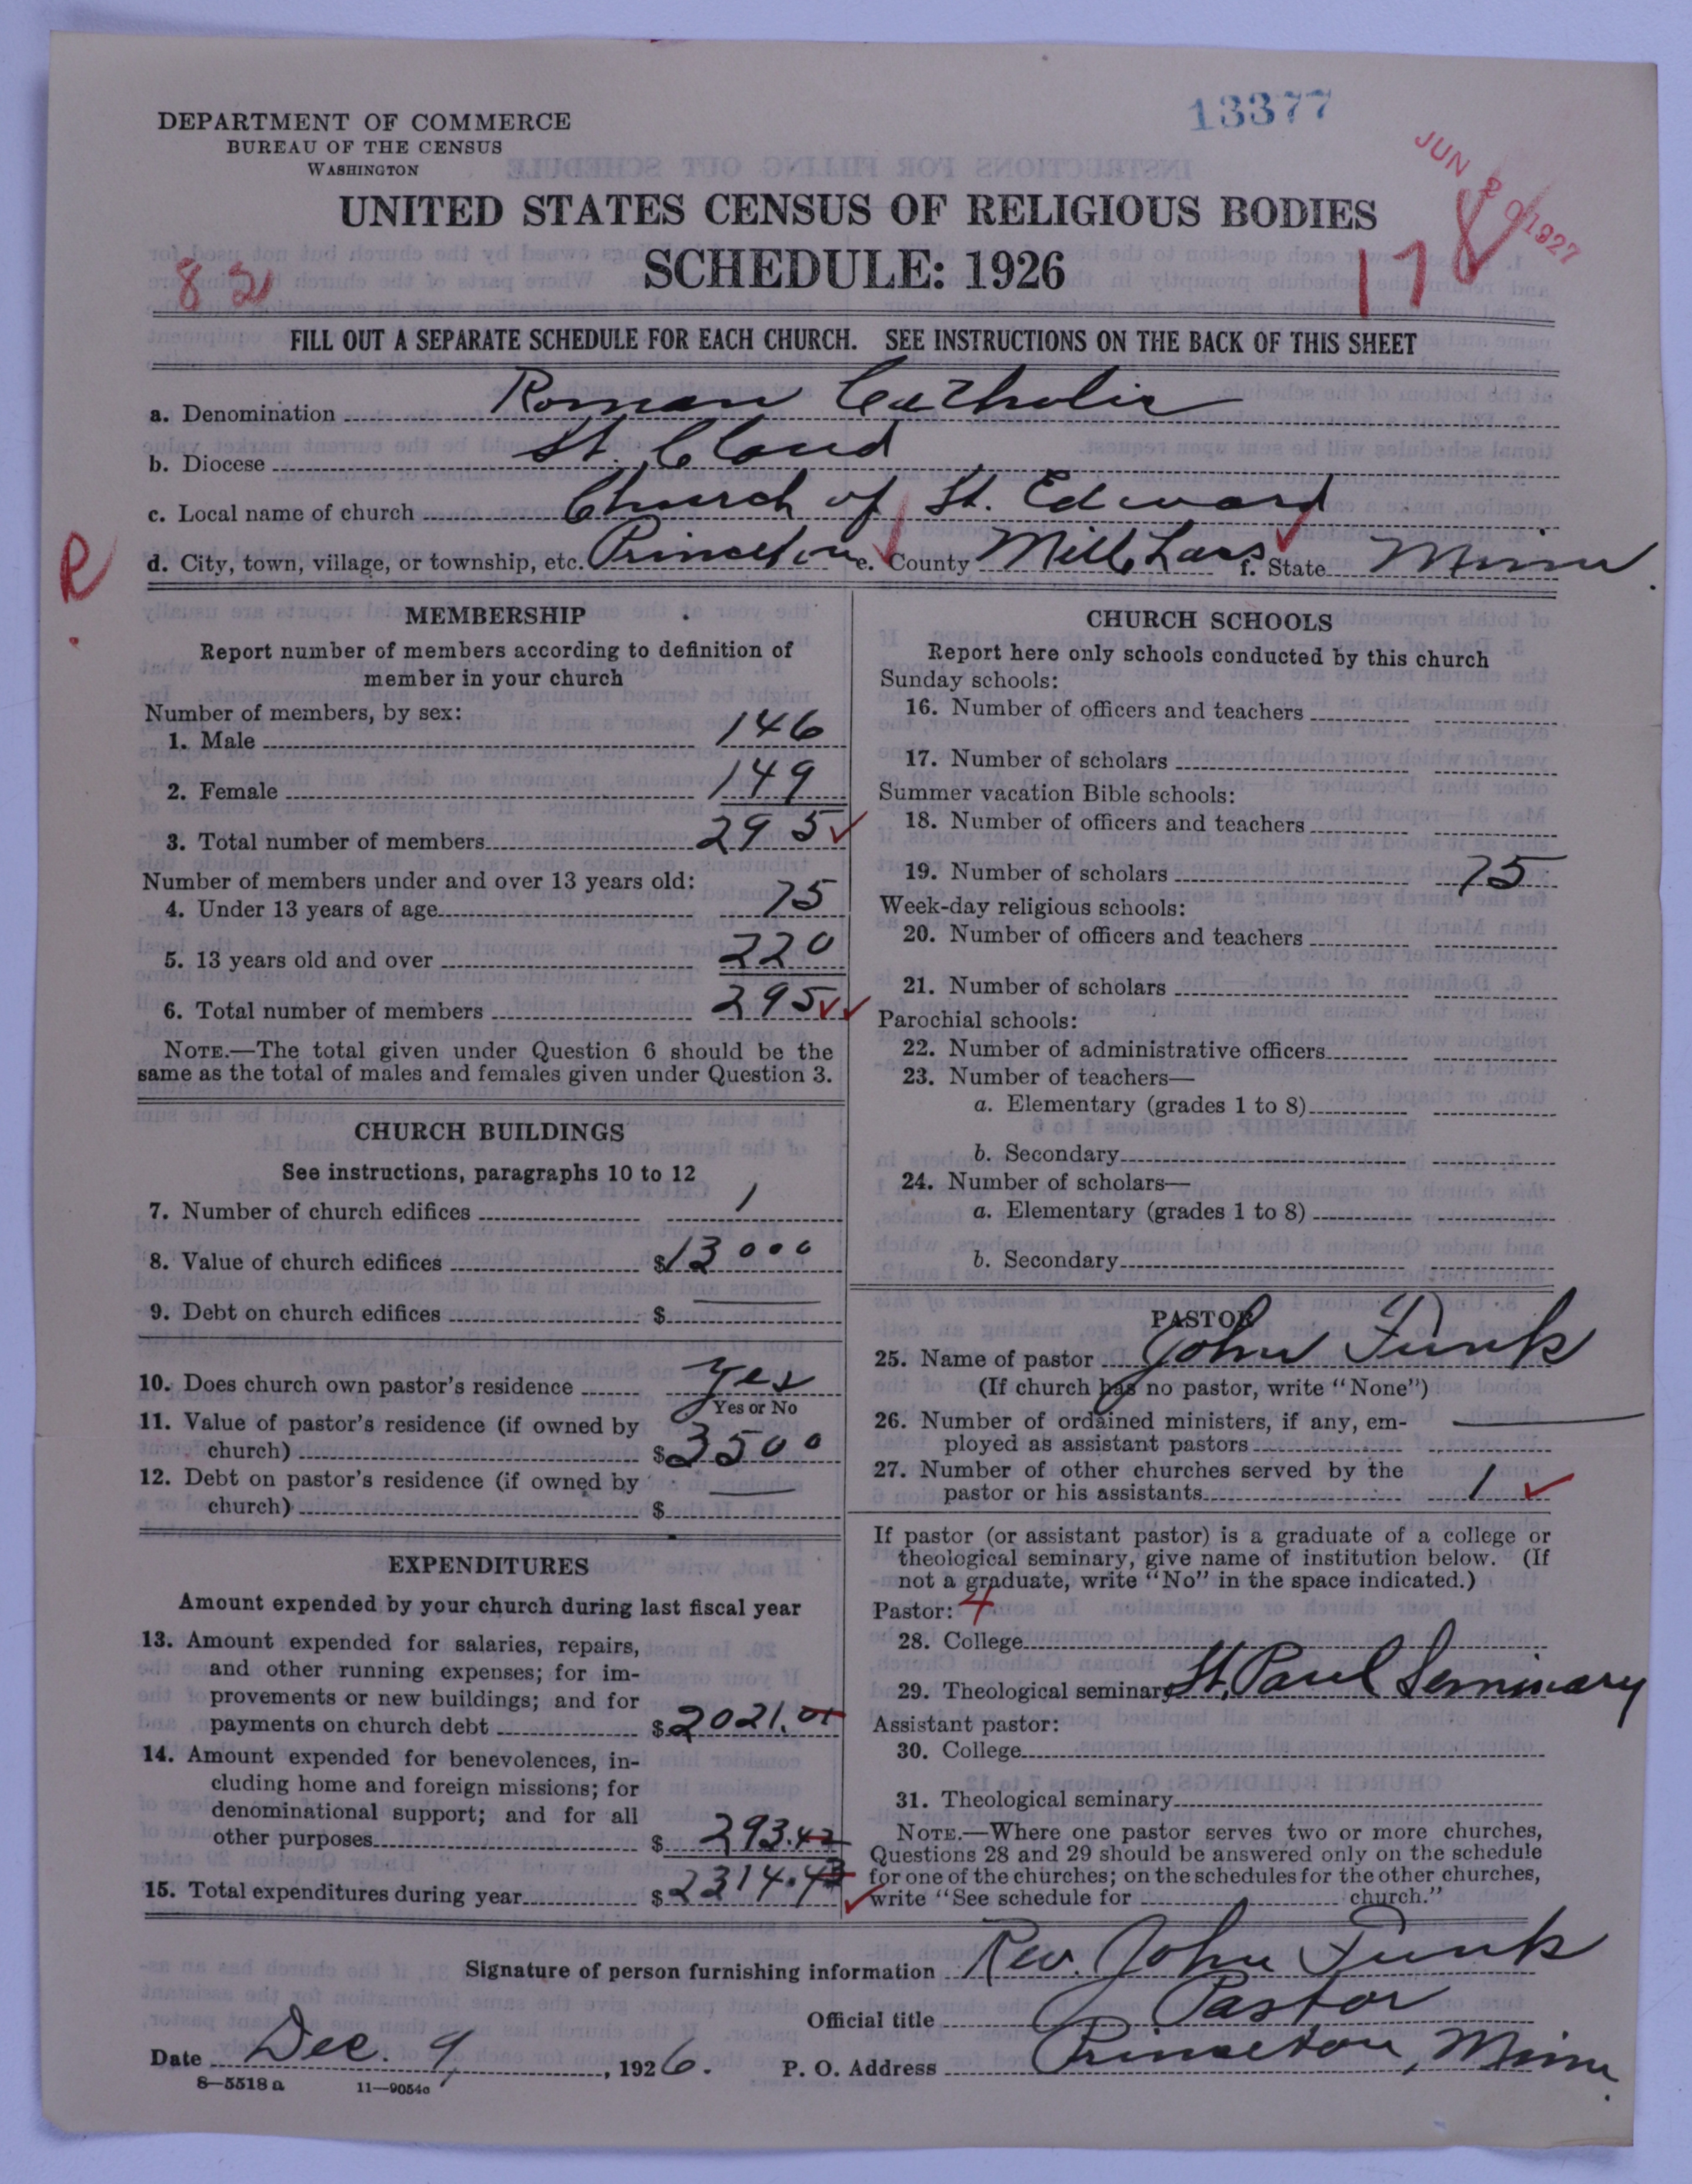 13377
DEPARTMENT OF COMMERCE
BUREAU OF THE CENSUS
WASHINGTON
JUN 20 1927
UNITED STATES CENSUS OF RELIGIOUS BODIES
SCHEDULE: 1926
82
178
FILL OUT A SEPARATE SCHEDULE FOR EACH CHURCH. SEE INSTRUCTIONS ON THE BACK OF THIS SHEET
a. Denomination Roman Catholic
b. Diocese St. Cloud
c. Local name of church Church of St. Edward
R
d. City, town, village, or township, etc. Princeton e. County Mille Lacs f. State Minn.
MEMBERSHIP
Report number of members according to definition of
member in your church
Number of members, by sex:
1. Male 146
2. Female 149
3. Total number of members 295
Number of members under and over 13 years old:
4. Under 13 years of age 75
5. 13 years old and over 220
6. Total number of members 295
NOTE.—The total given under Question 6 should be the
same as the total of males and females given under Question 3.
CHURCH BUILDINGS
See instructions, paragraphs 10 to 12
7. Number of church edifices 1
8. Value of church edifices $13000
9. Debt on church edifices $ —
10. Does church own pastor's residence yes
Yes or No
11. Value of pastor's residence (if owned by
church) $3500
12. Debt on pastor's residence (if owned by
church) $ —
EXPENDITURES
Amount expended by your church during last fiscal year
13. Amount expended for salaries, repairs,
and other running expenses; for im-
provements or new buildings; and for
payments on church debt $2021.01
14. Amount expended for benevolences, in-
cluding home and foreign missions; for
denominational support; and for all
other purposes $293.42
15. Total expenditures during year $2314.43
CHURCH SCHOOLS
Report here only schools conducted by this church
Sunday schools:
16. Number of officers and teachers
17. Number of scholars
Summer vacation Bible schools:
18. Number of officers and teachers
19. Number of scholars 75
Week-day religious schools:
20. Number of officers and teachers
21. Number of scholars
Parochial schools:
22. Number of administrative officers
23. Number of teachers—
a. Elementary (grades 1 to 8)
b. Secondary
24. Number of scholars—
a. Elementary (grades 1 to 8)
b. Secondary
PASTOR
25. Name of pastor John Funk
(If church has no pastor, write "None")
26. Number of ordained ministers, if any, em-
ployed as assistant pastors —
27. Number of other churches served by the
pastor or his assistants 1
If pastor (or assistant pastor) is a graduate of a college or
theological seminary, give name of institution below. (If
not a graduate, write "No" in the space indicated.)
Pastor: 4
28. College
29. Theological seminary St. Paul Seminary
Assistant pastor:
30. College
31. Theological seminary
NOTE.—Where one pastor serves two or more churches,
Questions 28 and 29 should be answered only on the schedule
for one of the churches; on the schedules for the other churches,
write "See schedule for church."
Signature of person furnishing information Rev. John Funk
Official title Pastor
Date Dec. 9, 1926. P. O. Address Princeton, Minn.
8—5518 a 11—9054c